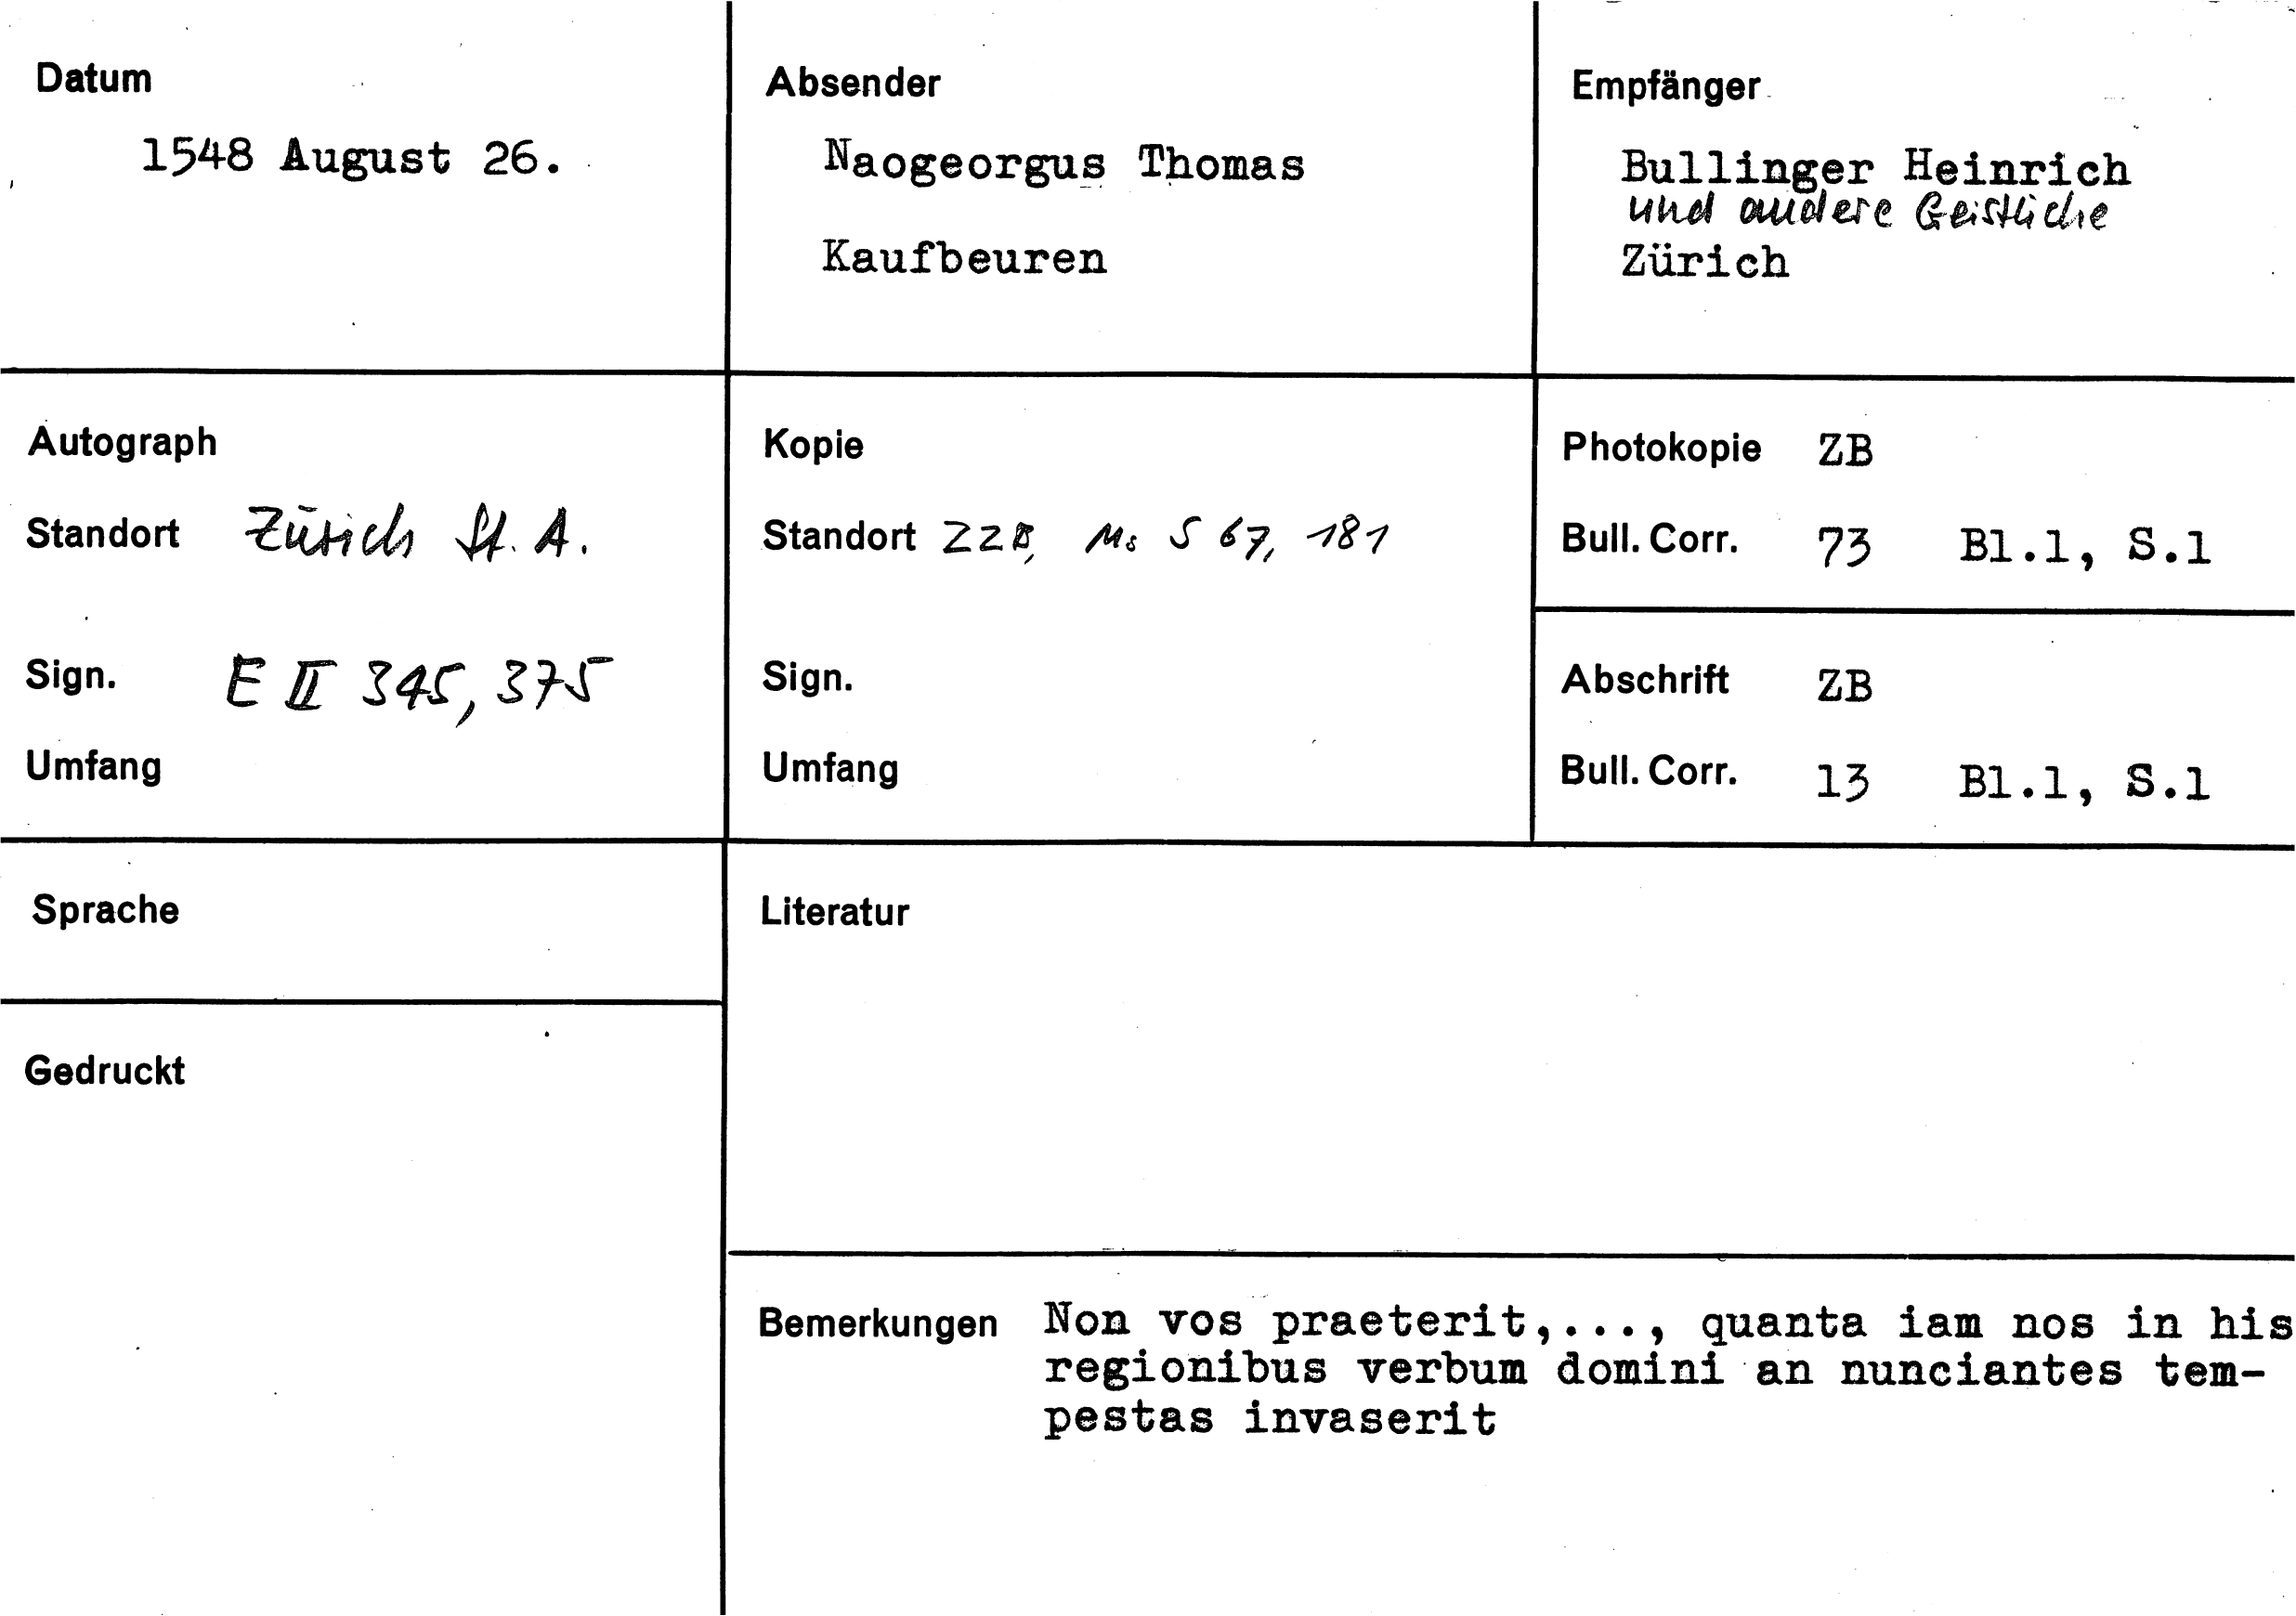 Datum
1548 August 26.
Absender
Naogeorgus Thomas
Kaufbeuren
Empfänger
Bullinger Heinrich
und andere Geistliche
Zürich
Autograph
Standort Zürich St. A.
Sign. E II 345, 375
Umfang
Kopie
Standort ZZB, Ms S 67, 181
Sign.
Umfang
Photokopie ZB
Bull. Corr. 73 Bl.1, S.1
Abschrift ZB
Bull. Corr. 13 Bl.1, S.1
Sprache
Gedruckt
Literatur
Bemerkungen Non vos praeterit,..., quanta iam nos in his
regionibus verbum domini an nunciantes tem-
pestas invaserit